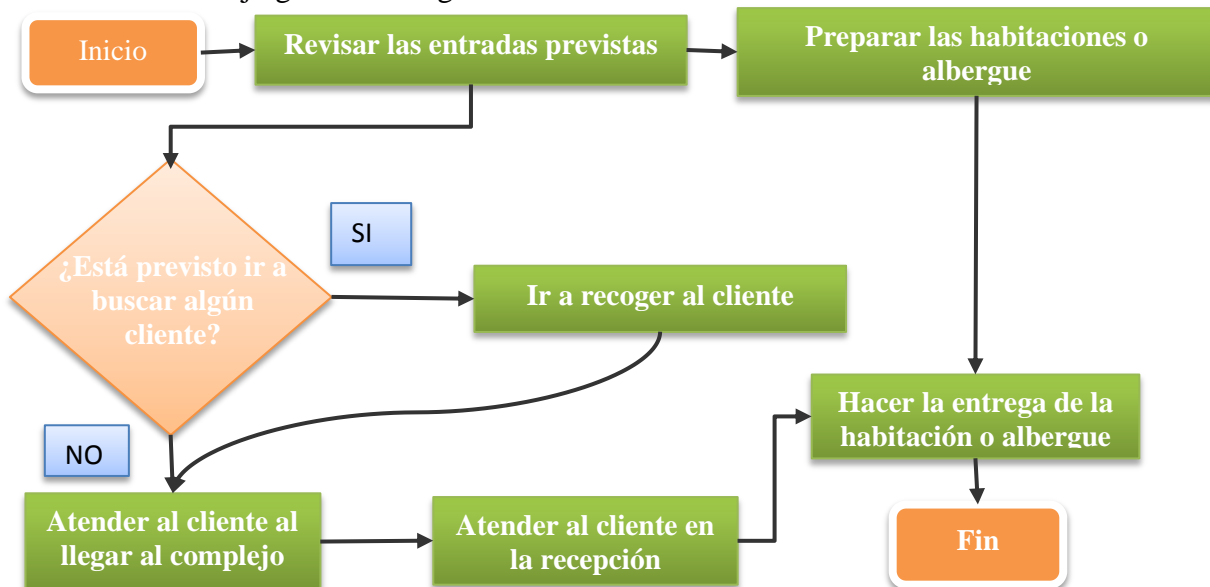 Inicio
Revisar las entradas previstas
Preparar las habitaciones o
albergue
SI
¿Está previsto ir a
buscar algún
cliente?
Ir a recoger al cliente
Hacer la entrega de la
habitación o albergue
NO
Atender al cliente al
llegar al complejo
Atender al cliente en
la recepción
Fin